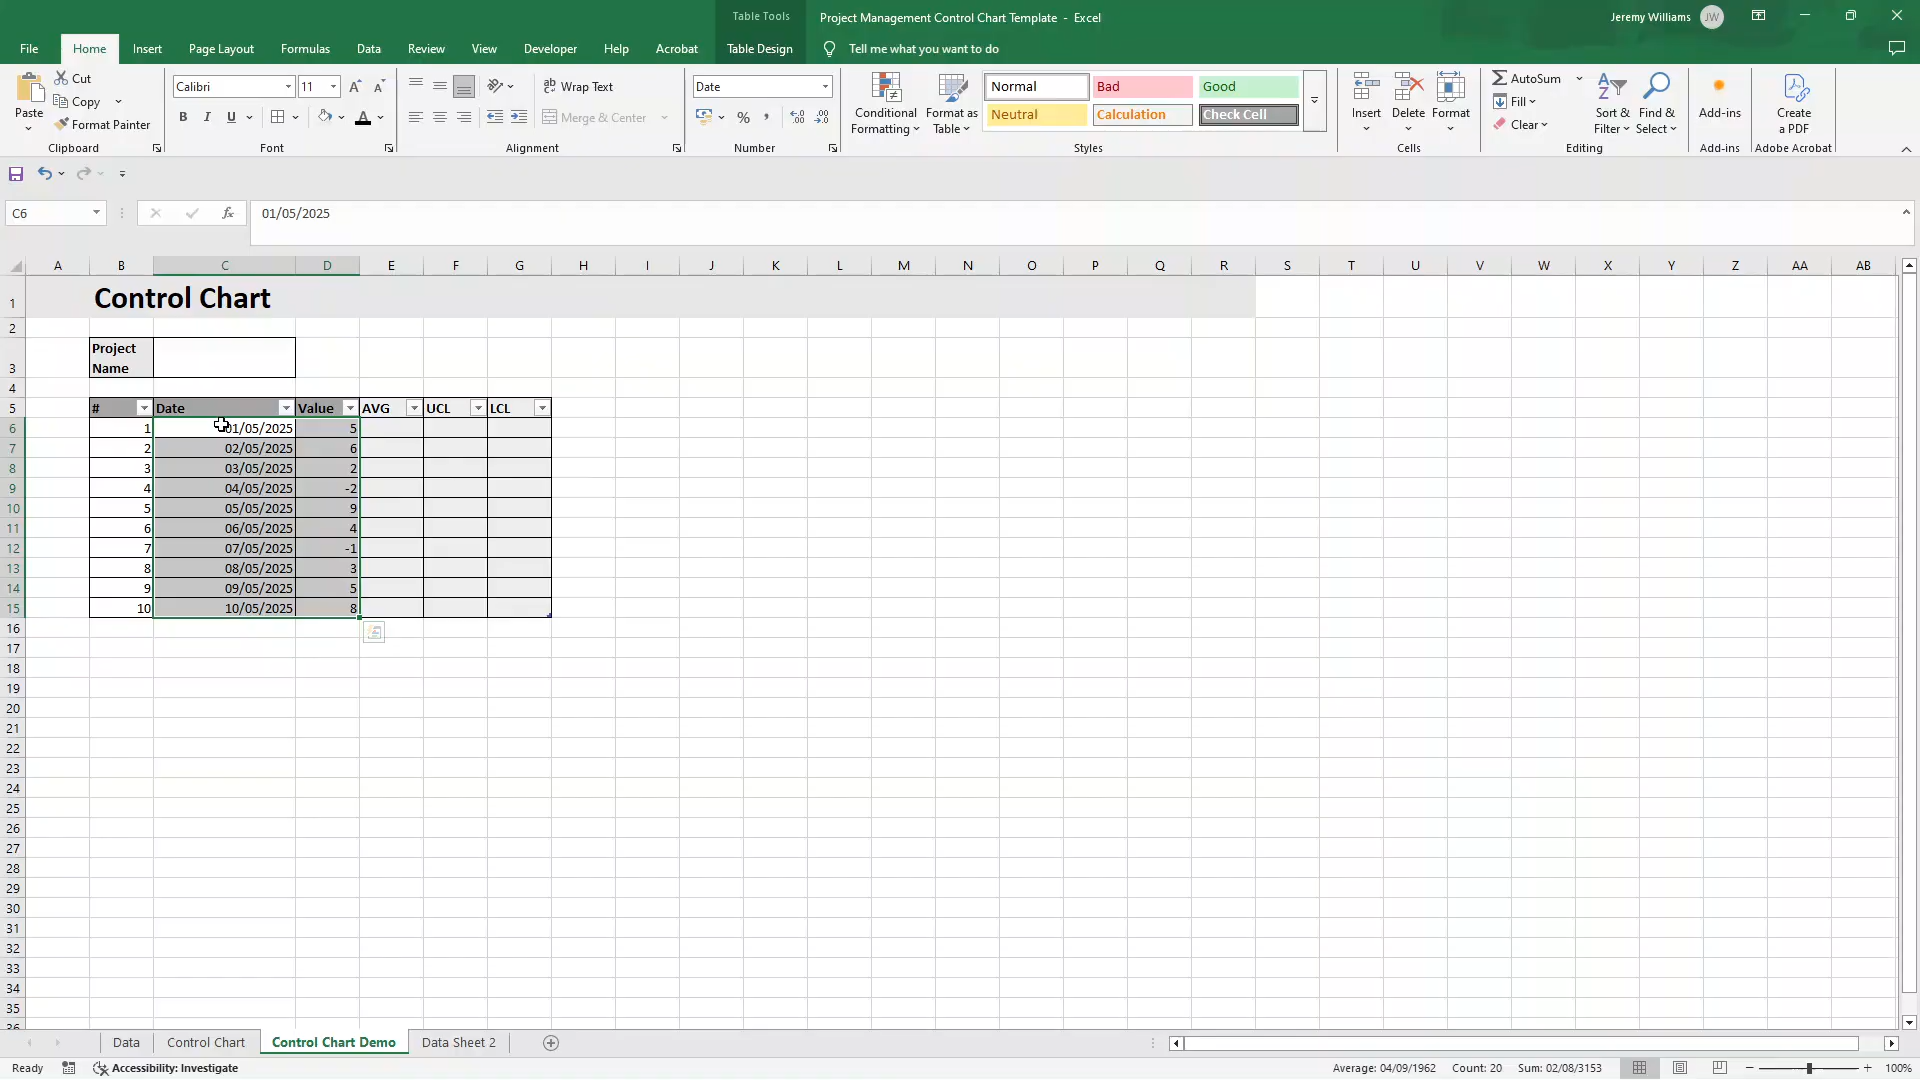 Table Tools
Project Management Control Chart Template - Excel
Jeremy Williams JW
File Home Insert Page Layout Formulas Data Review View Developer Help Acrobat Table Design Tell me what you want to do
Paste
Cut
Copy
Format Painter
Clipboard
Calibri 11
B I U
Font
Wrap Text
Merge & Center
Alignment
Date
Number
Conditional Formatting
Format as Table
Normal Bad Good
Neutral Calculation Check Cell
Styles
Insert Delete Format
Cells
AutoSum
Fill
Clear
Sort & Filter
Find & Select
Editing
Add-ins
Add-ins
Create a PDF
Adobe Acrobat
C6 fx 01/05/2025
A B C D E F G H I J K L M N O P Q R S T U V W X Y Z AA AB
1 Control Chart
2
3 Project Name
4
5 # Date Value AVG UCL LCL
6 1 01/05/2025 5
7 2 02/05/2025 6
8 3 03/05/2025 2
9 4 04/05/2025 -2
10 5 05/05/2025 9
11 6 06/05/2025 4
12 7 07/05/2025 -1
13 8 08/05/2025 3
14 9 09/05/2025 5
15 10 10/05/2025 8
16
17
18
19
20
21
22
23
24
25
26
27
28
29
30
31
32
33
34
35
36
Data Control Chart Control Chart Demo Data Sheet 2
Ready Accessibility: Investigate Average: 04/09/1962 Count: 20 Sum: 02/08/3153 100%